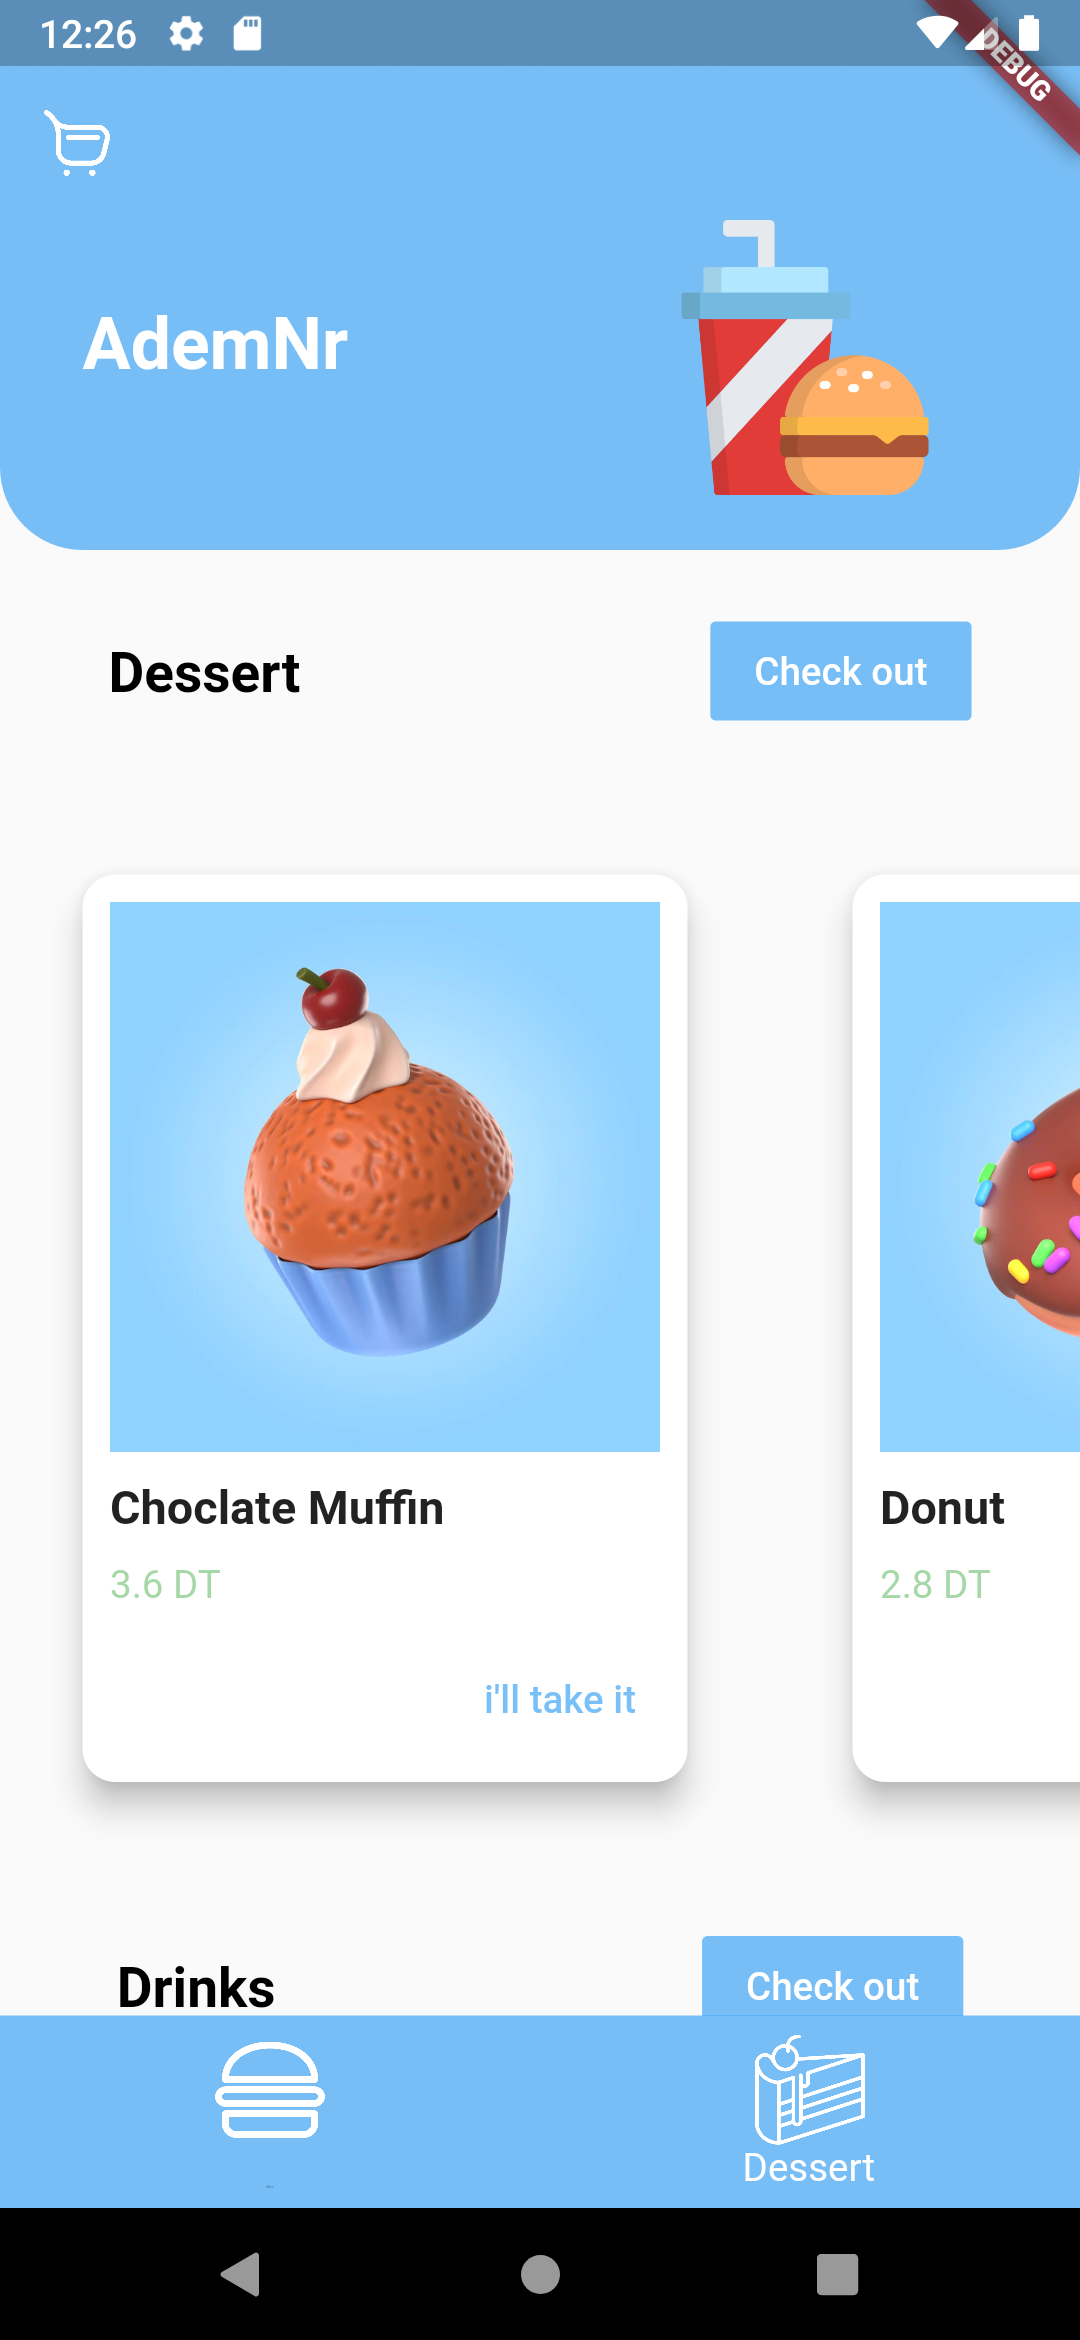 12:26
DEBUG
AdemNr
Dessert
Check out
Choclate Muffin
Donut
3.6 DT
2.8 DT
i'll take it
Drinks
Check out
Dessert